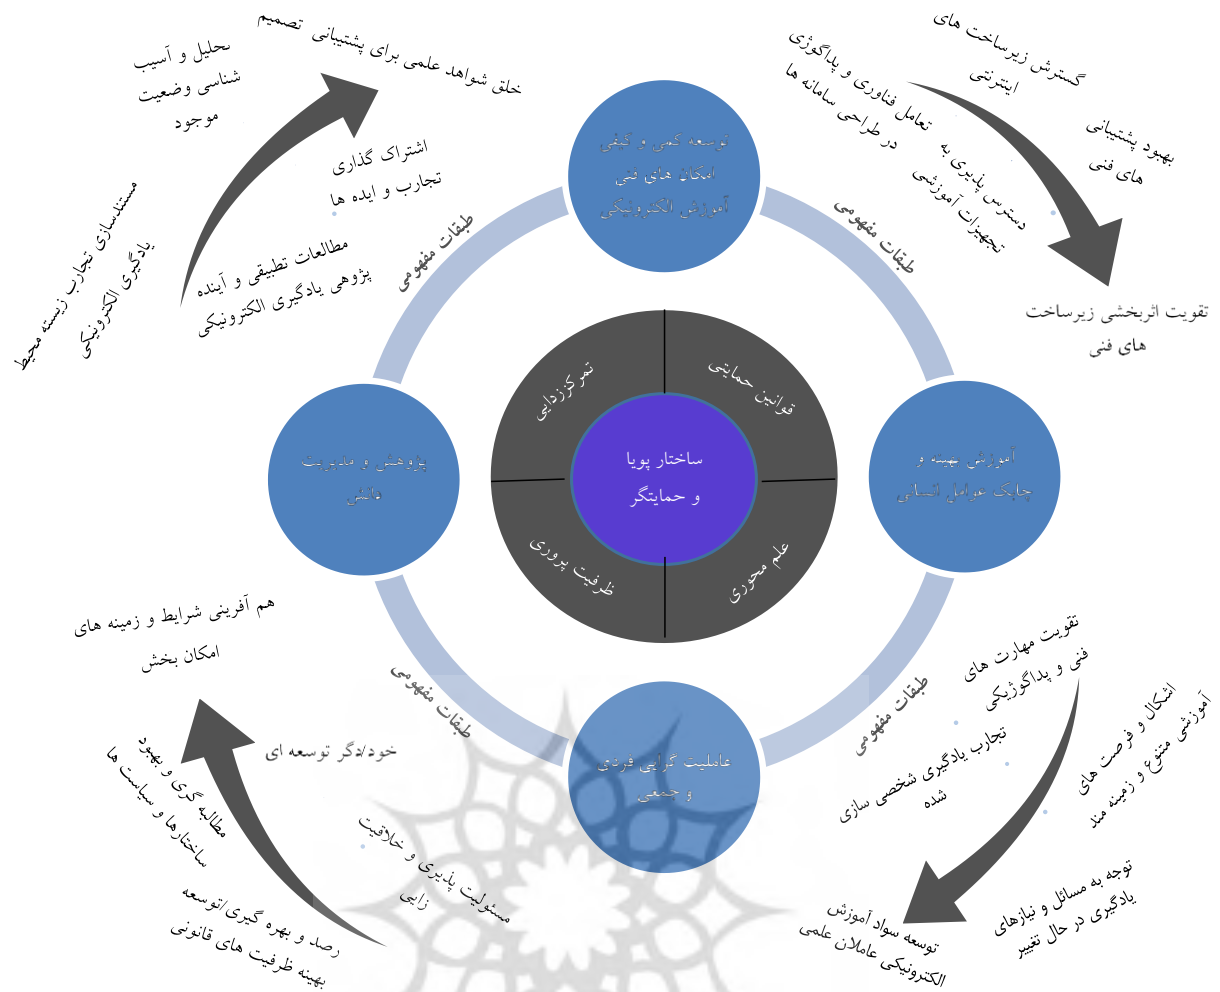 خلق شواهد علمی برای پشتیبانی تصمیم
تحلیل و آسیب
شناسی وضعیت
موجود
اشتراک گذاری
تجارب و ایده ها
مستندسازی تجارب زیسته محیط
یادگیری الکترونیکی
مطالعات تطبیقی و آینده
پژوهی یادگیری الکترونیکی
گسترش زیرساخت های
اینترنتی
تعامل فناوری و پداگوژی
در طراحی سامانه ها
بهبود پشتیبانی
های فنی
دسترس پذیری به
تجهیزات آموزشی
تقویت اثربخشی زیرساخت
های فنی
توسعه کمی و کیفی
امکان های فنی
آموزش الکترونیکی
طبقات مفهومی
طبقات مفهومی
قوانین حمایتی
تمرکززدایی
ساختار پویا
و حمایتگر
علم محوری
ظرفیت پروری
آموزش بهینه و
چابک عوامل انسانی
پژوهش و مدیریت
دانش
طبقات مفهومی
طبقات مفهومی
عاملیت گرایی فردی
و جمعی
تقویت مهارت های
فنی و پداگوژیکی
اشکال و فرصت های
آموزشی متنوع و زمینه مند
تجارب یادگیری شخصی سازی
شده
توجه به مسائل و نیازهای
یادگیری در حال تغییر
توسعه سواد آموزش
الکترونیکی عاملان علمی
هم آفرینی شرایط و زمینه های
امکان بخش
خود/دگر توسعه ای
مطالبه گری و بهبود
ساختارها و سیاست ها
مسئولیت پذیری و خلاقیت
زایی
رصد و بهره گیری/توسعه
بهینه ظرفیت های قانونی